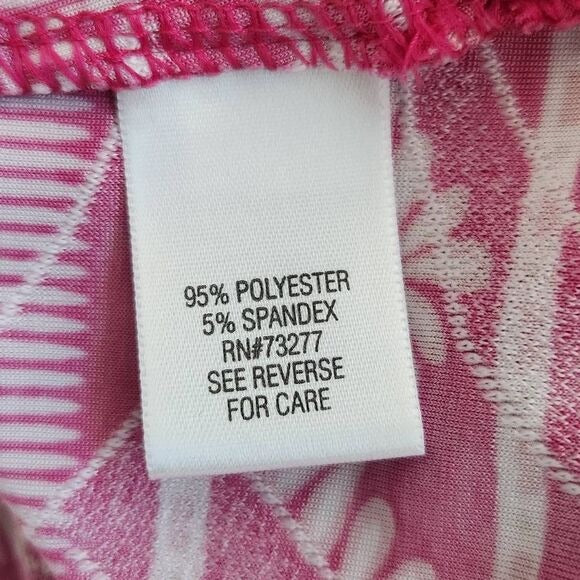 95% POLYESTER
5% SPANDEX
RN#73277
SEE REVERSE
FOR CARE